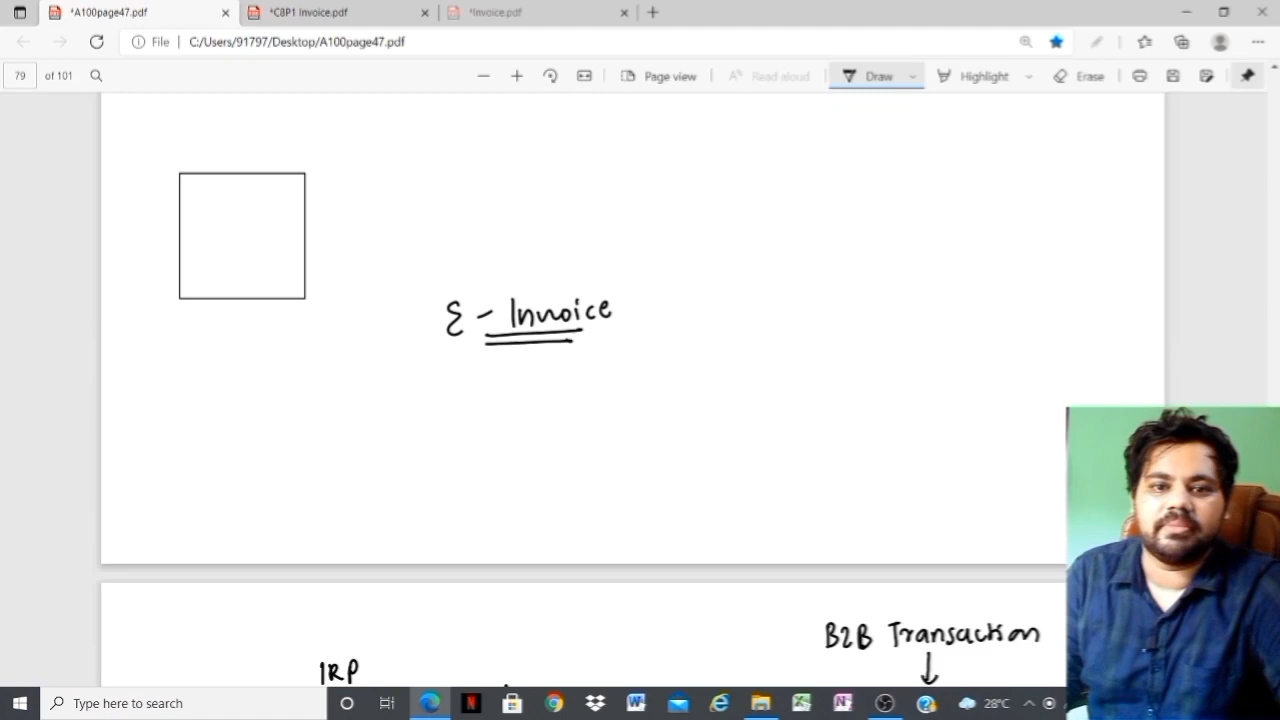 *A100page47.pdf
*C8P1 Invoice.pdf
*Invoice.pdf
File
C:/Users/91797/Desktop/A100page47.pdf
79 of 101
Page view
Read aloud
Draw
Highlight
Erase
E - Invoice
B2B Transaction
IRP
Type here to search
28°C